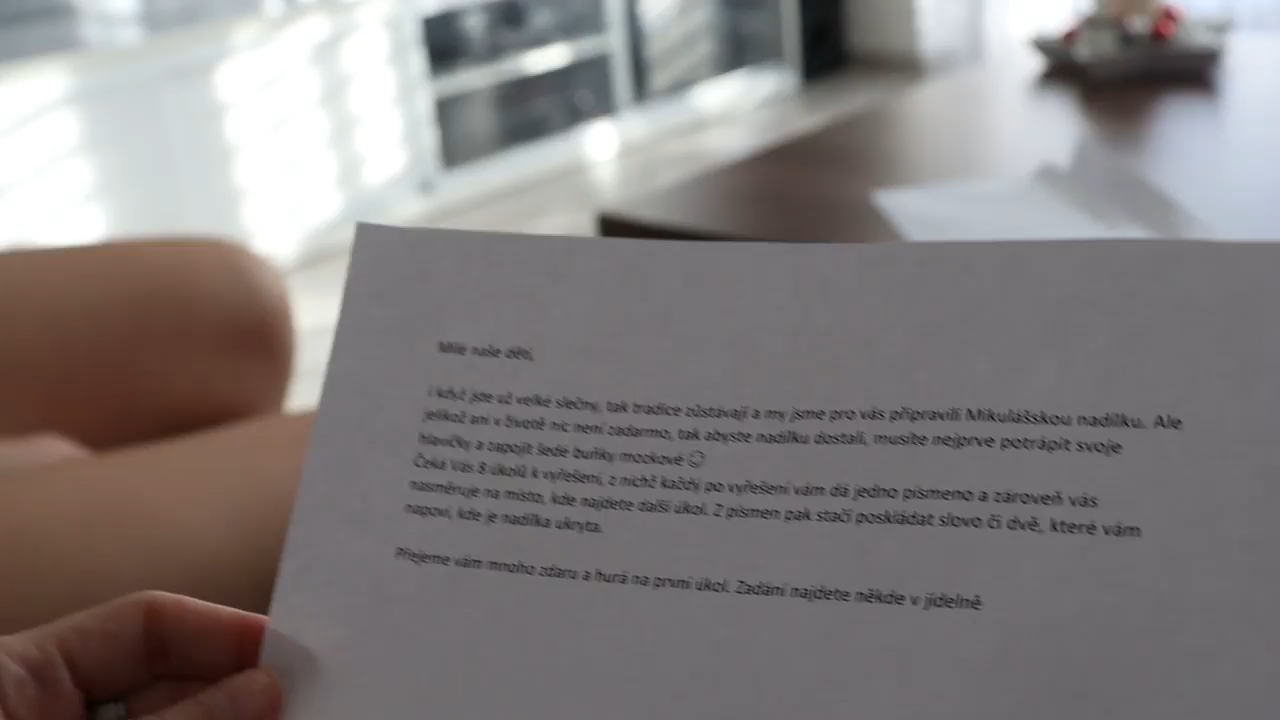 Milé naše děti,
I když jste už velké slečny, tak tradice zůstávají a my jsme pro vás připravili Mikulášskou nadílku. Ale
jelikož ani v životě nic není zadarmo, tak abyste nadílku dostali, musíte nejprve potrápit svoje
hlavičky a zapojit šedé buňky mozkové ☺
Čeká Vás 8 úkolů k vyřešení, z nichž každý po vyřešení vám dá jedno písmeno a zároveň vás
nasměruje na místo, kde najdete další úkol. Z písmen pak stačí poskládat slovo či dvě, které vám
napoví, kde je nadílka ukryta.
Přejeme vám mnoho zdaru a hurá na první úkol. Zadání najdete někde v jídelně